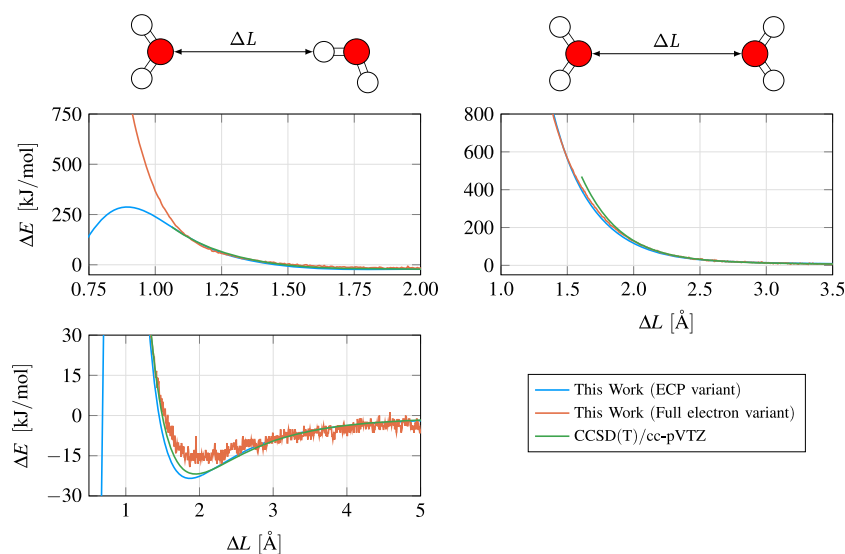 ΔL
ΔL
750
500
250
0
0.75 1.00 1.25 1.50 1.75 2.00
ΔE [kJ/mol]
800
600
400
200
0
1.0 1.5 2.0 2.5 3.0 3.5
ΔL [Å]
30
15
0
−15
−30
1 2 3 4 5
ΔE [kJ/mol]
ΔL [Å]
This Work (ECP variant)
This Work (Full electron variant)
CCSD(T)/cc-pVTZ